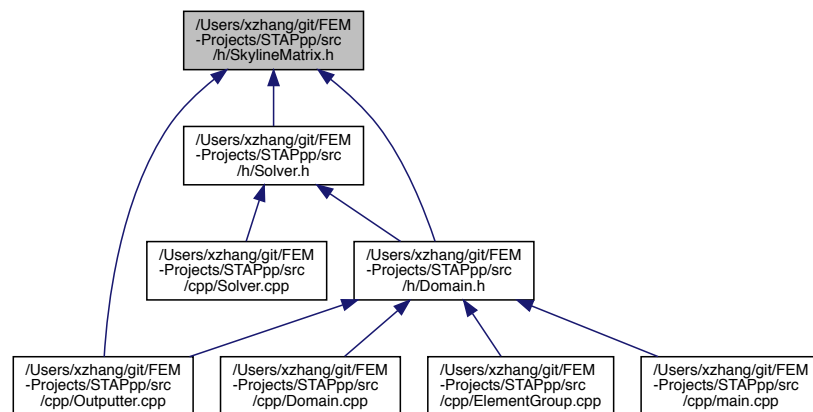 /Users/xzhang/git/FEM
-Projects/STAPpp/src
/h/SkylineMatrix.h
/Users/xzhang/git/FEM
-Projects/STAPpp/src
/h/Solver.h
/Users/xzhang/git/FEM
-Projects/STAPpp/src
/cpp/Solver.cpp
/Users/xzhang/git/FEM
-Projects/STAPpp/src
/h/Domain.h
/Users/xzhang/git/FEM
-Projects/STAPpp/src
/cpp/Outputter.cpp
/Users/xzhang/git/FEM
-Projects/STAPpp/src
/cpp/Domain.cpp
/Users/xzhang/git/FEM
-Projects/STAPpp/src
/cpp/ElementGroup.cpp
/Users/xzhang/git/FEM
-Projects/STAPpp/src
/cpp/main.cpp